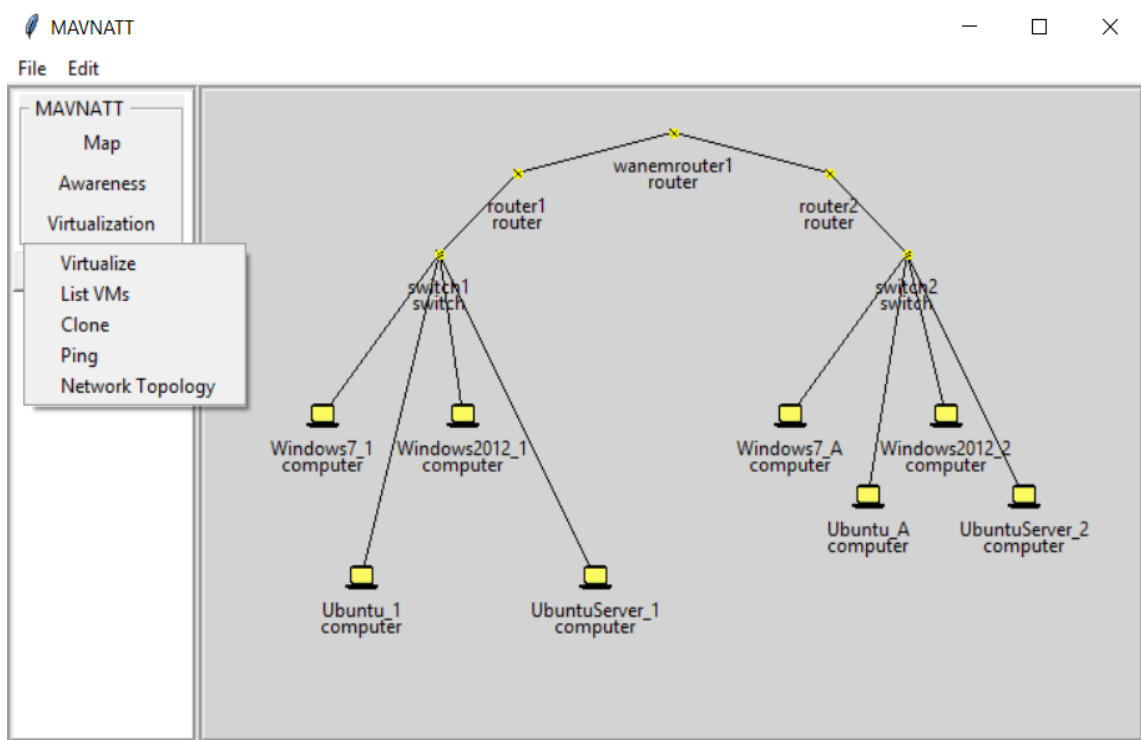 MAVNATT
File Edit
MAVNATT
Map
Awareness
Virtualization
Virtualize
List VMs
Clone
Ping
Network Topology
wanemrouter1
router
router1
router
router2
router
switch1
switch
switch2
switch
Windows7_1
computer
Windows2012_1
computer
Windows7_A
computer
Windows2012_2
computer
Ubuntu_A
computer
UbuntuServer_2
computer
Ubuntu_1
computer
UbuntuServer_1
computer